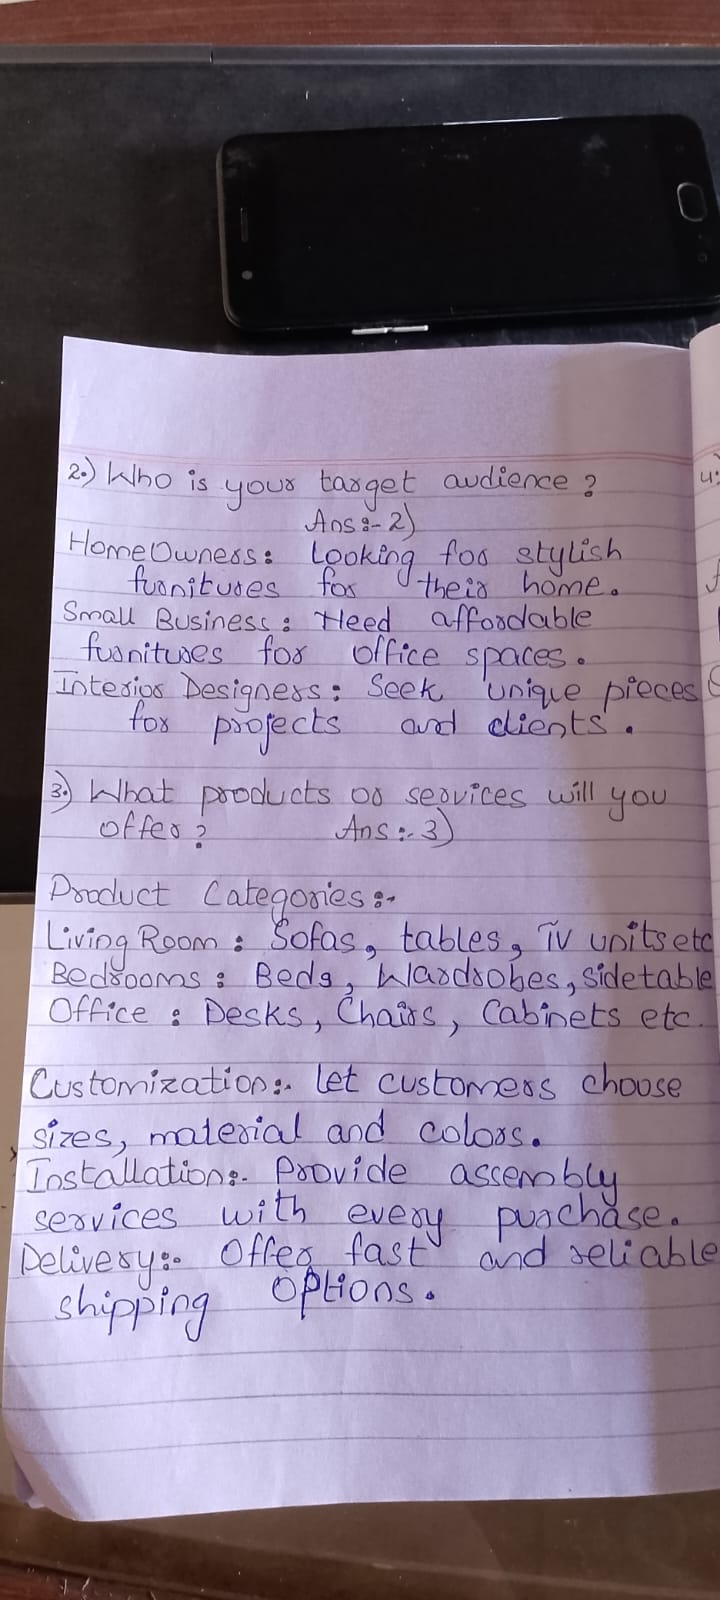 2.) Who is your target audience?
Ans:- 2)
HomeOwners: Looking for stylish
furnitures for their home.
Small Business: Need affordable
furnitures for office spaces.
Interior Designers: Seek unique pieces
for projects and clients.
3.) What products or services will you
offer? Ans:- 3)
Product Categories:-
Living Room: Sofas, tables, TV units etc
Bedrooms: Beds, Wardrobes, sidetable
Office: Desks, Chairs, Cabinets etc.
Customization:- let customers choose
sizes, material and colors.
Installation:- Provide assembly
services with every purchase.
Delivery:- Offer fast and reliable
shipping options.